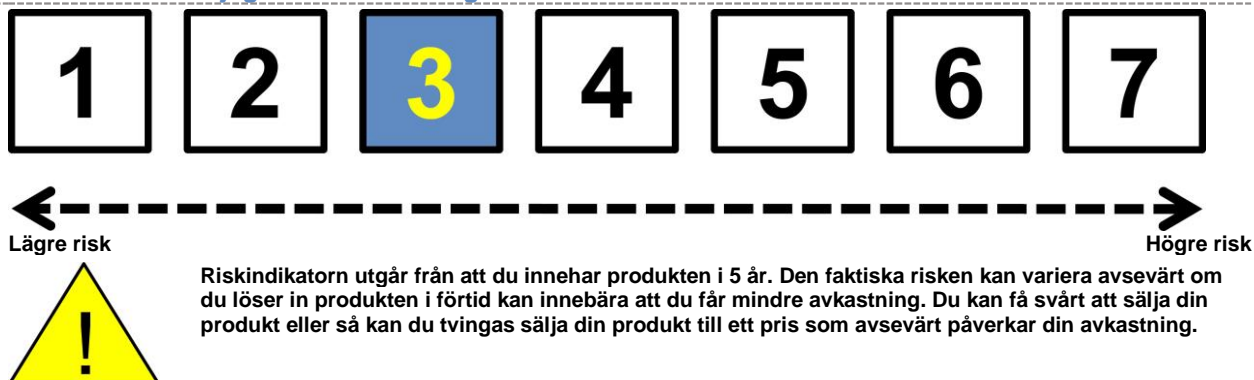 1 2 3 4 5 6 7
Lägre risk Högre risk
Riskindikatorn utgår från att du innehar produkten i 5 år. Den faktiska risken kan variera avsevärt om
du löser in produkten i förtid kan innebära att du får mindre avkastning. Du kan få svårt att sälja din
produkt eller så kan du tvingas sälja din produkt till ett pris som avsevärt påverkar din avkastning.
!